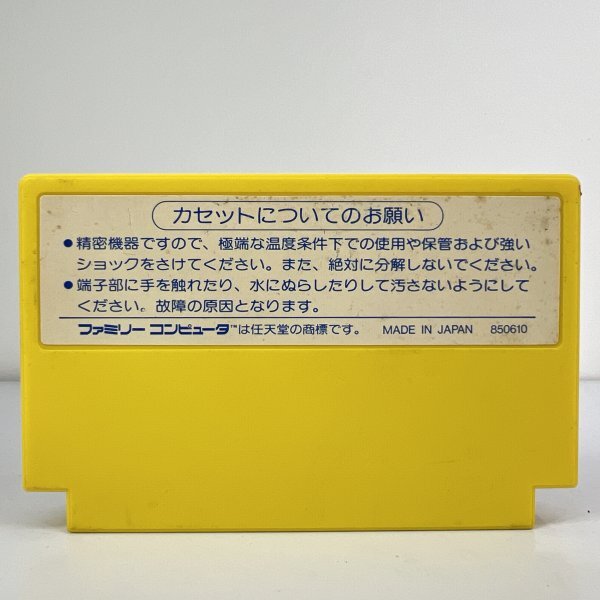 カセットについてのお願い
●精密機器ですので、極端な温度条件下での使用や保管および強い
ショックをさけてください。また、絶対に分解しないでください。
●端子部に手を触れたり、水にぬらしたりして汚さないようにして
ください。故障の原因となります。
ファミリーコンピュータ™は任天堂の商標です。 MADE IN JAPAN 850610